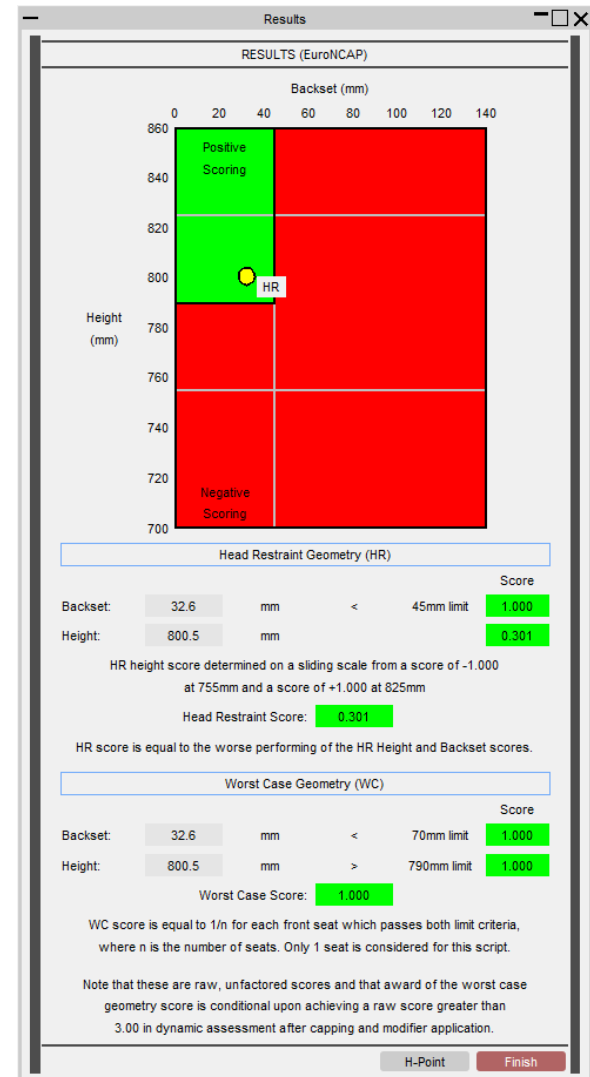 Results
RESULTS (EuroNCAP)
Backset (mm)
0 20 40 60 80 100 120 140
860
Positive
Scoring
840
820
800
HR
Height
(mm)
780
760
740
720
Negative
Scoring
700
Head Restraint Geometry (HR)
Score
Backset: 32.6 mm < 45mm limit 1.000
Height: 800.5 mm 0.301
HR height score determined on a sliding scale from a score of -1.000
at 755mm and a score of +1.000 at 825mm
Head Restraint Score: 0.301
HR score is equal to the worse performing of the HR Height and Backset scores.
Worst Case Geometry (WC)
Score
Backset: 32.6 mm < 70mm limit 1.000
Height: 800.5 mm > 790mm limit 1.000
Worst Case Score: 1.000
WC score is equal to 1/n for each front seat which passes both limit criteria,
where n is the number of seats. Only 1 seat is considered for this script.
Note that these are raw, unfactored scores and that award of the worst case
geometry score is conditional upon achieving a raw score greater than
3.00 in dynamic assessment after capping and modifier application.
H-Point Finish